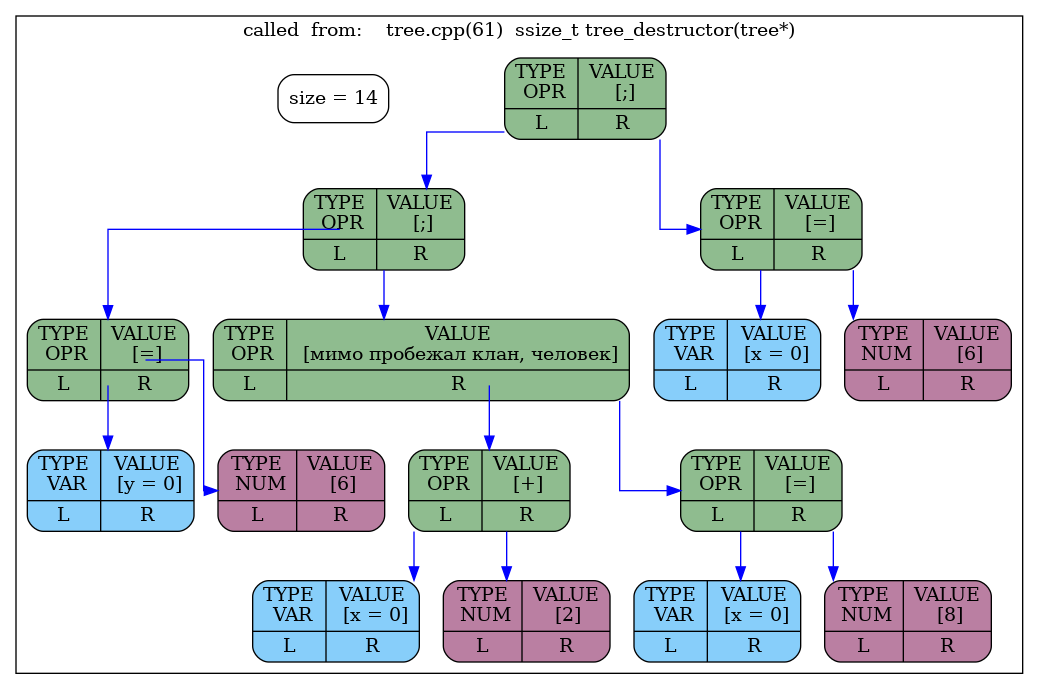 called from: tree.cpp(61) ssize_t tree_destructor(tree*)
size = 14
TYPE VALUE
OPR [;]
L R
TYPE VALUE
OPR [;]
L R
TYPE VALUE
OPR [=]
L R
TYPE VALUE
OPR [=]
L R
TYPE VALUE
OPR [мимо пробежал клан, человек]
L R
TYPE VALUE
VAR [x = 0]
L R
TYPE VALUE
NUM [6]
L R
TYPE VALUE
VAR [y = 0]
L R
TYPE VALUE
NUM [6]
L R
TYPE VALUE
OPR [+]
L R
TYPE VALUE
OPR [=]
L R
TYPE VALUE
VAR [x = 0]
L R
TYPE VALUE
NUM [2]
L R
TYPE VALUE
VAR [x = 0]
L R
TYPE VALUE
NUM [8]
L R